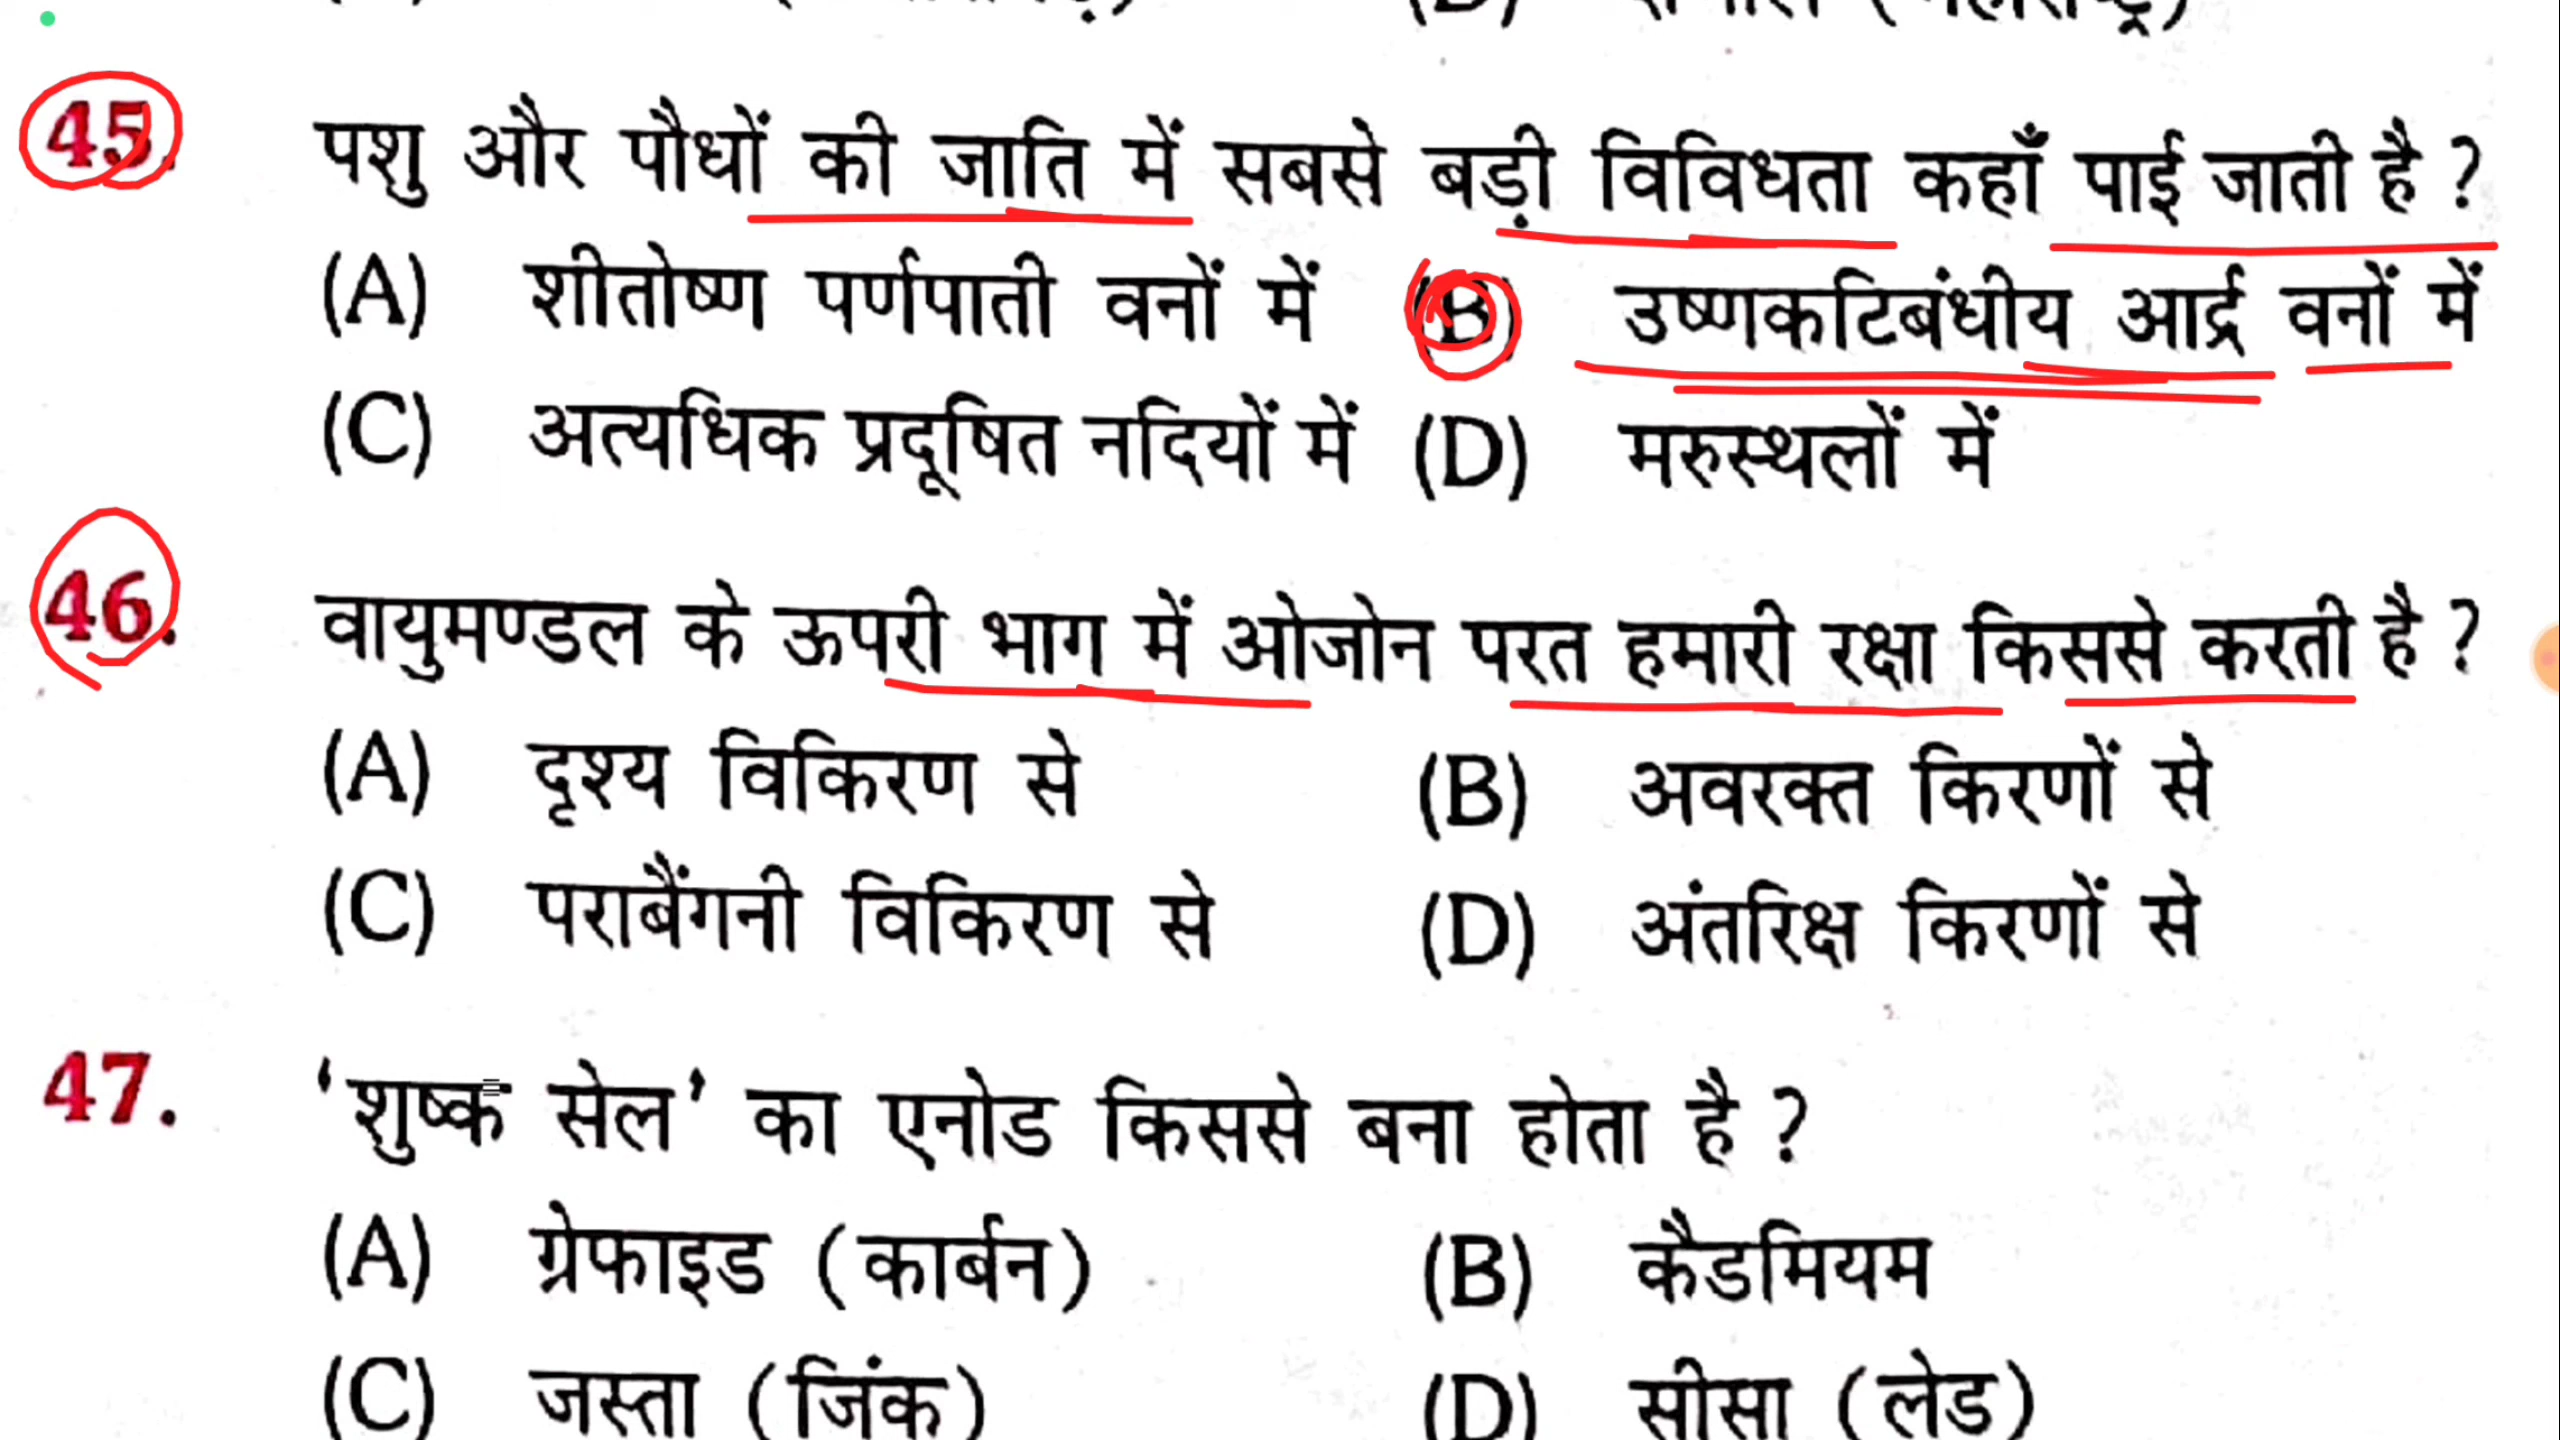 45. पशु और पौधों की जाति में सबसे बड़ी विविधता कहाँ पाई जाती है ?
(A) शीतोष्ण पर्णपाती वनों में (B) उष्णकटिबंधीय आर्द्र वनों में
(C) अत्यधिक प्रदूषित नदियों में (D) मरुस्थलों में
46. वायुमण्डल के ऊपरी भाग में ओजोन परत हमारी रक्षा किससे करती है ?
(A) दृश्य विकिरण से (B) अवरक्त किरणों से
(C) पराबैंगनी विकिरण से (D) अंतरिक्ष किरणों से
47. ‘शुष्क सेल’ का एनोड किससे बना होता है ?
(A) ग्रेफाइड (कार्बन) (B) कैडमियम
(C) जस्ता (जिंक) (D) सीसा (लेड)